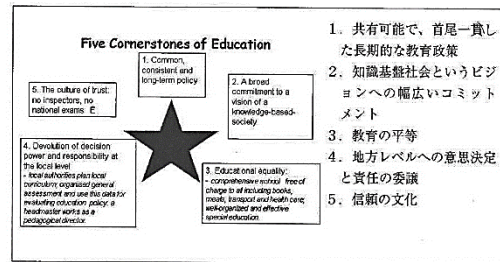 Five Cornerstones of Education
1. Common,
consistent and
long-term policy
5. The culture of trust:
no inspectors, no
national exams E
2. A broad
commitment to a
vision of a
knowledge-based-
society
4. Devolution of decision
power and responsibility at
the local level
- local authorities plan local
curriculum; organized general
assessment and use this data for
evaluating education policy; a
headmaster works as a
pedagogical director.
3. Educational equality:
- comprehensive school free of
charge to all including books,
meals, transport and health care;
well-organized and effective
special education.
1．共有可能で、首尾一貫し
た長期的な教育政策
2．知識基盤社会というビジ
ョンへの幅広いコミット
メント
3．教育の平等
4．地方レベルへの意思決定
と責任の委譲
5．信頼の文化